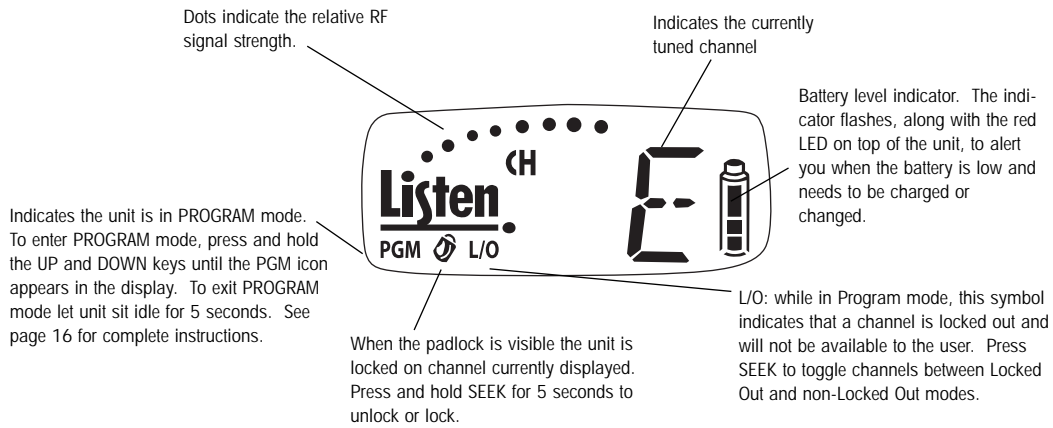 Dots indicate the relative RF
signal strength.
Indicates the currently
tuned channel
Battery level indicator. The indi-
cator flashes, along with the red
LED on top of the unit, to alert
you when the battery is low and
needs to be charged or
changed.
CH
Listen
E
PGM L/O
Indicates the unit is in PROGRAM mode.
To enter PROGRAM mode, press and hold
the UP and DOWN keys until the PGM icon
appears in the display. To exit PROGRAM
mode let unit sit idle for 5 seconds. See
page 16 for complete instructions.
When the padlock is visible the unit is
locked on channel currently displayed.
Press and hold SEEK for 5 seconds to
unlock or lock.
L/O: while in Program mode, this symbol
indicates that a channel is locked out and
will not be available to the user. Press
SEEK to toggle channels between Locked
Out and non-Locked Out modes.